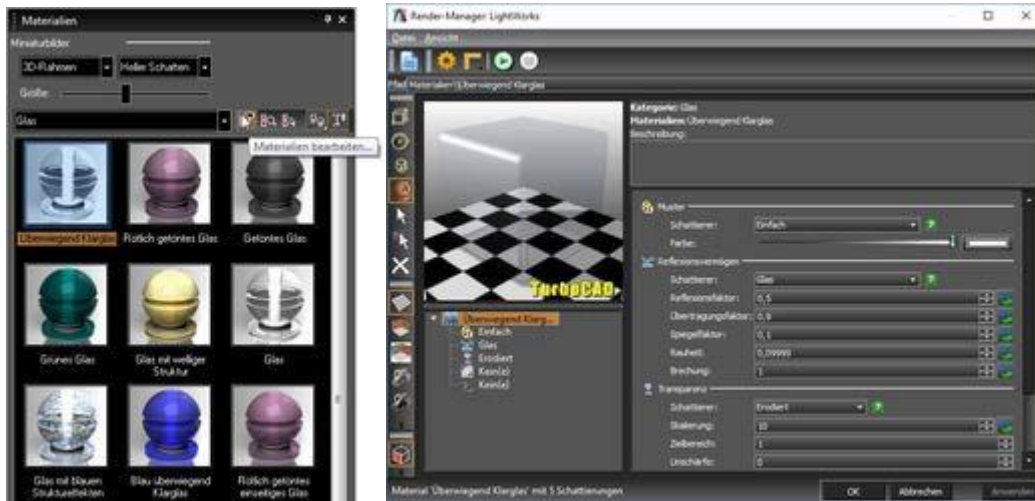 Materialien
Miniaturbilder
3D-Rahmen
Heller Schatten
Größe:
Glas
Materialien bearbeiten...
Überwiegend Klarglas
Rötlich getöntes Glas
Getöntes Glas
Grünes Glas
Glas mit welliger
Struktur
Glas
Glas mit blauen
Struktureffekten
Blau überwiegend
Klarglas
Rötlich getöntes
einseitiges Glas
Render-Manager LightWorks
Datei Ansicht
Pfad Materialien\Überwiegend Klarglas
Kategorie: Glas
Materialien: Überwiegend Klarglas
Beschreibung:
TurboCAD
Überwiegend Klarg...
Einfach
Glas
Erodiert
Kein(e)
Kein(e)
Muster
Schattierer: Einfach
Farbe:
Reflexionsvermögen
Schattierer: Glas
Reflexionsfaktor: 0,5
Übertragungsfaktor: 0,9
Spiegelfaktor: 0,1
Rauheit: 0,09999
Brechung: 1
Transparenz
Schattierer: Erodiert
Skalierung: 10
Zielbereich: 1
Unschärfe: 0
Material 'Überwiegend Klarglas' mit 5 Schattierungen
OK
Abbrechen